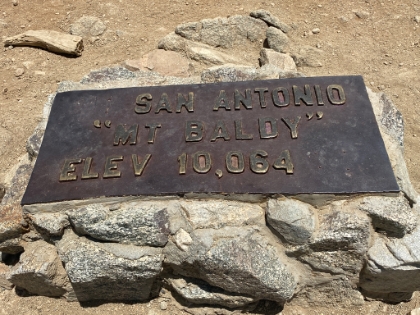 SAN ANTONIO
"MT BALDY"
ELEV 10,064